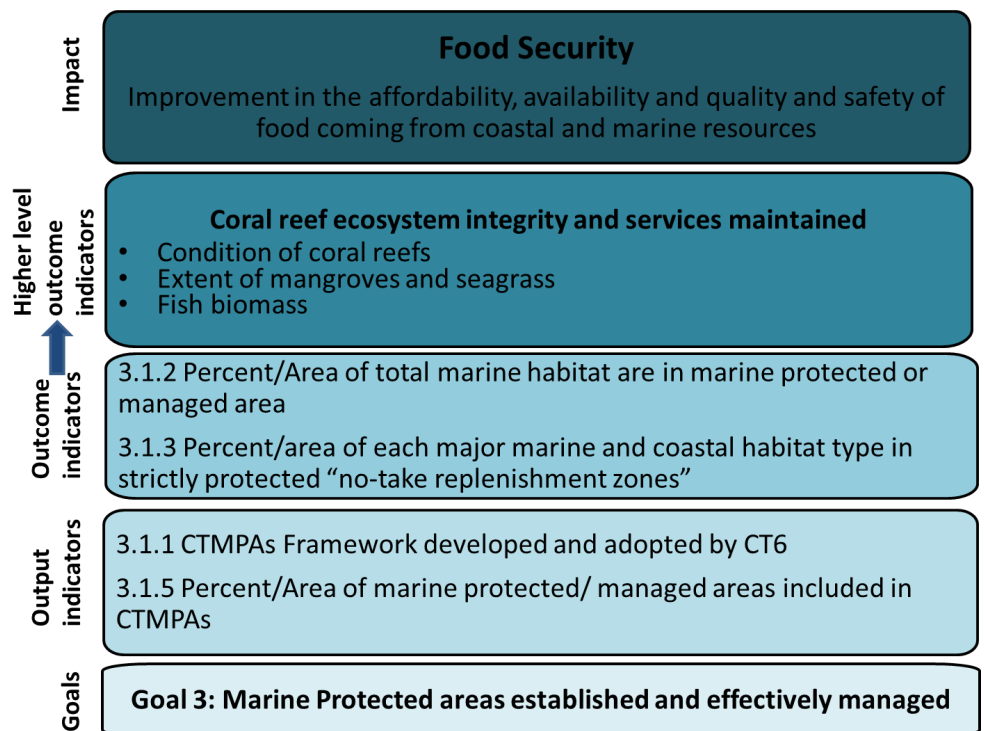 Impact
Food Security
Improvement in the affordability, availability and quality and safety of
food coming from coastal and marine resources
Higher level
outcome
indicators
Coral reef ecosystem integrity and services maintained
• Condition of coral reefs
• Extent of mangroves and seagrass
• Fish biomass
Outcome
indicators
3.1.2 Percent/Area of total marine habitat are in marine protected or
managed area
3.1.3 Percent/area of each major marine and coastal habitat type in
strictly protected “no-take replenishment zones”
Output
indicators
3.1.1 CTMPAs Framework developed and adopted by CT6
3.1.5 Percent/Area of marine protected/ managed areas included in
CTMPAs
Goals
Goal 3: Marine Protected areas established and effectively managed